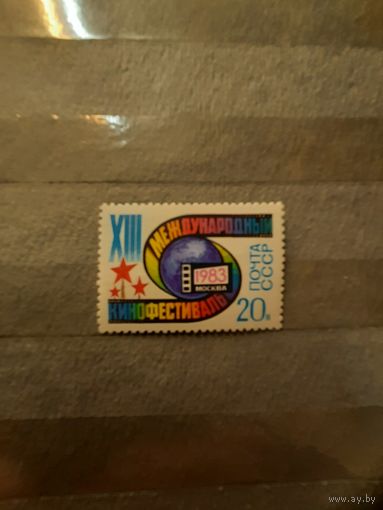 XIII
МЕЖДУНАРОДНЫЙ
КИНОФЕСТИВАЛЬ
1983
МОСКВА
ПОЧТА
СССР
20к
www.ay.by